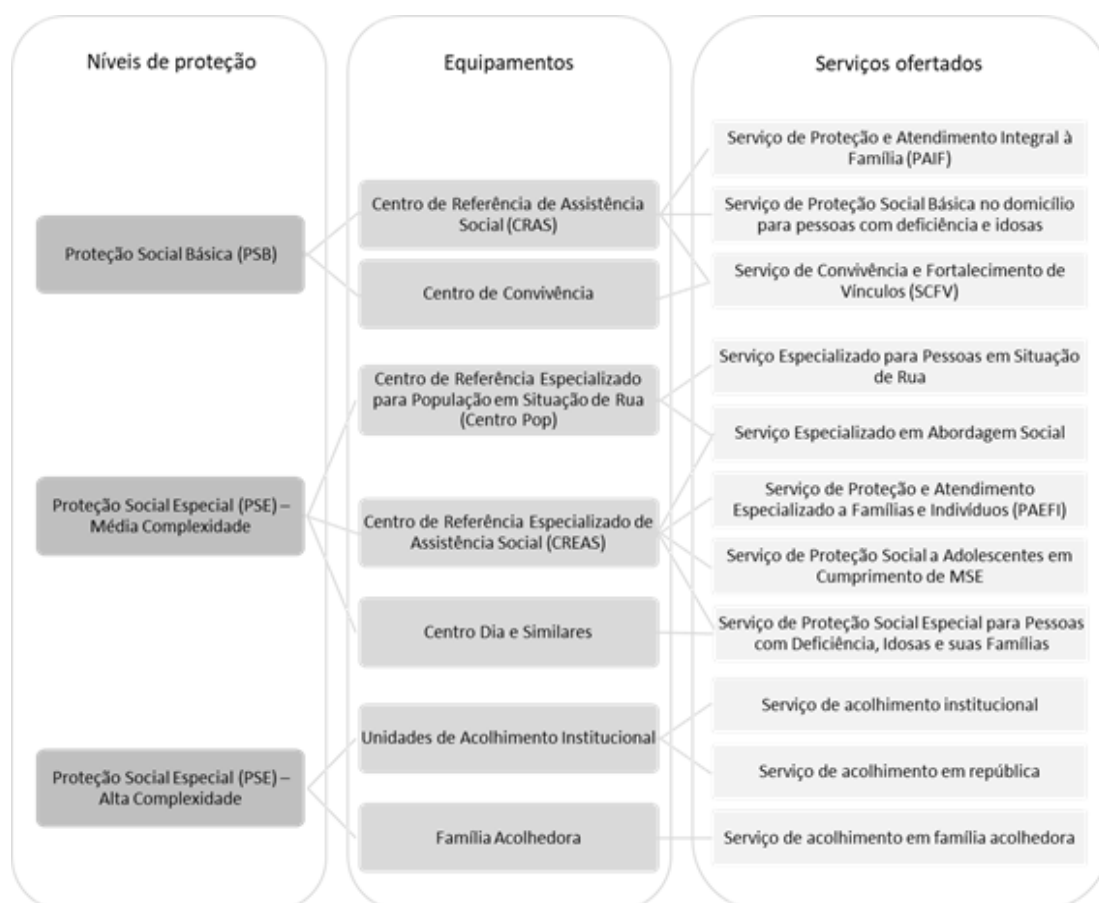 Níveis de proteção
Proteção Social Básica (PSB)
Proteção Social Especial (PSE) –
Média Complexidade
Proteção Social Especial (PSE) –
Alta Complexidade
Equipamentos
Centro de Referência de Assistência
Social (CRAS)
Centro de Convivência
Centro de Referência Especializado
para População em Situação de Rua
(Centro Pop)
Centro de Referência Especializado de
Assistência Social (CREAS)
Centro Dia e Similares
Unidades de Acolhimento Institucional
Família Acolhedora
Serviços ofertados
Serviço de Proteção e Atendimento Integral à
Família (PAIF)
Serviço de Proteção Social Básica no domicílio
para pessoas com deficiência e idosas
Serviço de Convivência e Fortalecimento de
Vínculos (SCFV)
Serviço Especializado para Pessoas em Situação
de Rua
Serviço Especializado em Abordagem Social
Serviço de Proteção e Atendimento
Especializado a Famílias e Indivíduos (PAEFI)
Serviço de Proteção Social a Adolescentes em
Cumprimento de MSE
Serviço de Proteção Social Especial para Pessoas
com Deficiência, Idosas e suas Famílias
Serviço de acolhimento institucional
Serviço de acolhimento em república
Serviço de acolhimento em família acolhedora